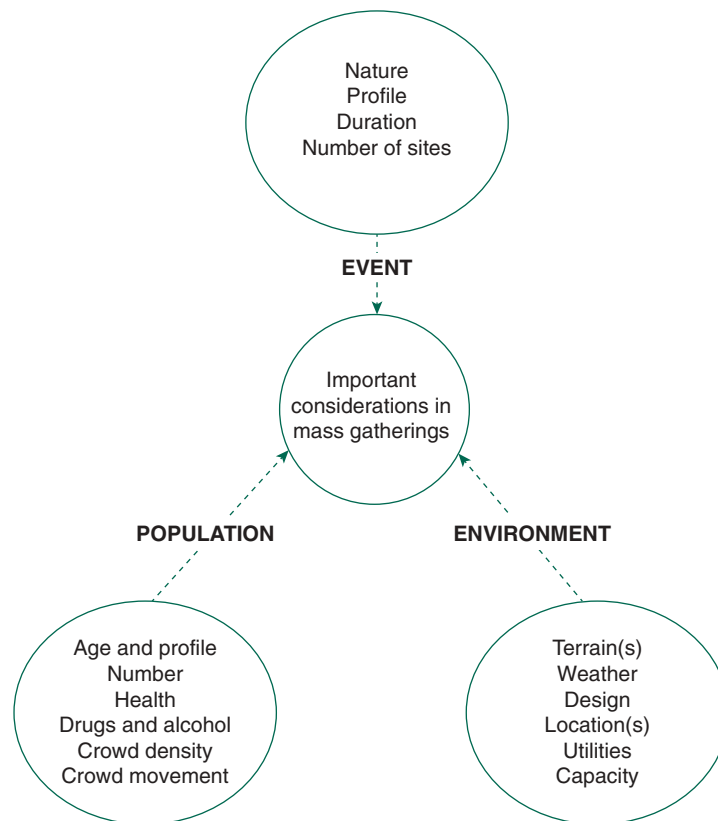 Nature
Profile
Duration
Number of sites
EVENT
Important
considerations in
mass gatherings
POPULATION
ENVIRONMENT
Age and profile
Number
Health
Drugs and alcohol
Crowd density
Crowd movement
Terrain(s)
Weather
Design
Location(s)
Utilities
Capacity